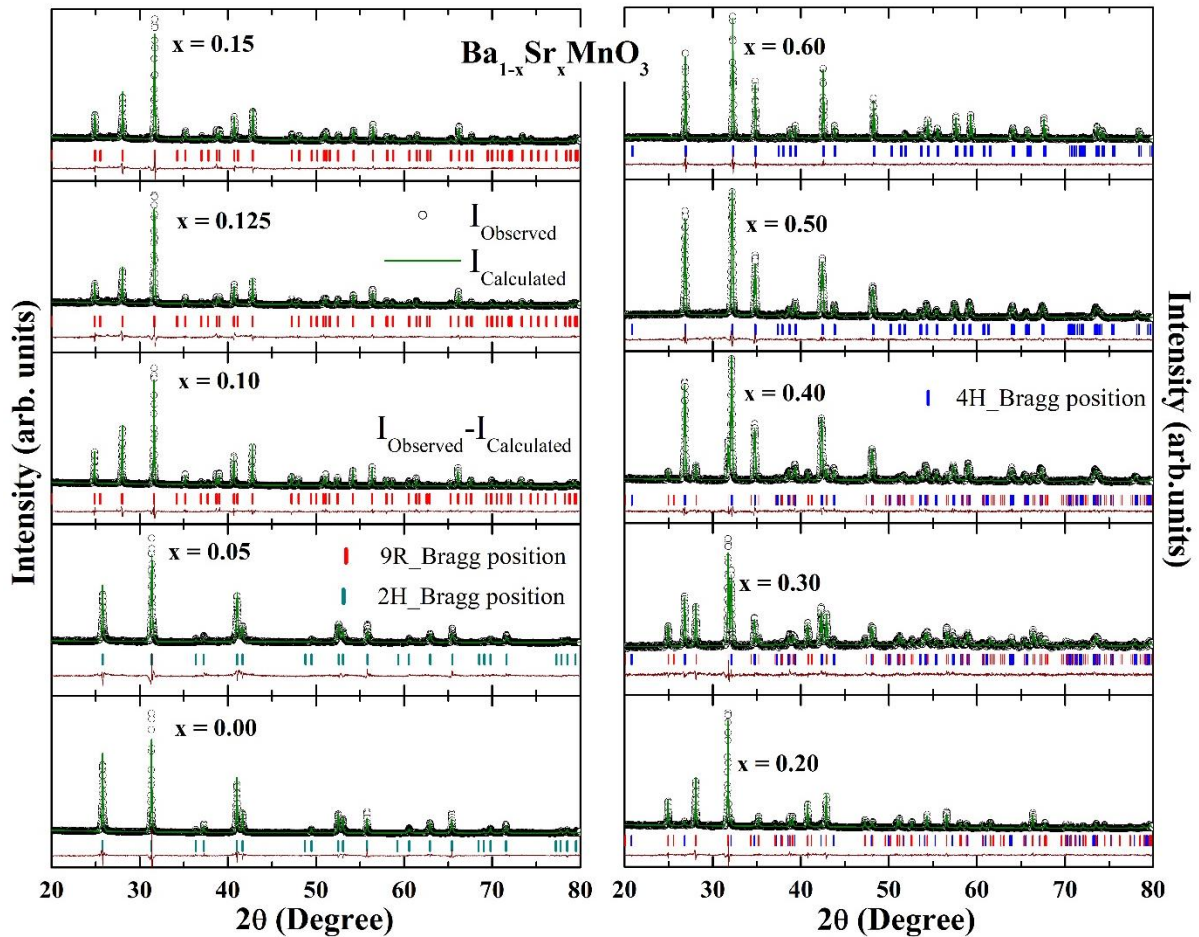 Ba1-xSrxMnO3
Intensity (arb. units)
x = 0.15
x = 0.125
IObserved
ICalculated
x = 0.10
IObserved-ICalculated
x = 0.05
9R_Bragg position
2H_Bragg position
x = 0.00
20 30 40 50 60 70 80
2θ (Degree)
x = 0.60
x = 0.50
x = 0.40
4H_Bragg position
x = 0.30
x = 0.20
20 30 40 50 60 70 80
2θ (Degree)
Intensity (arb.units)